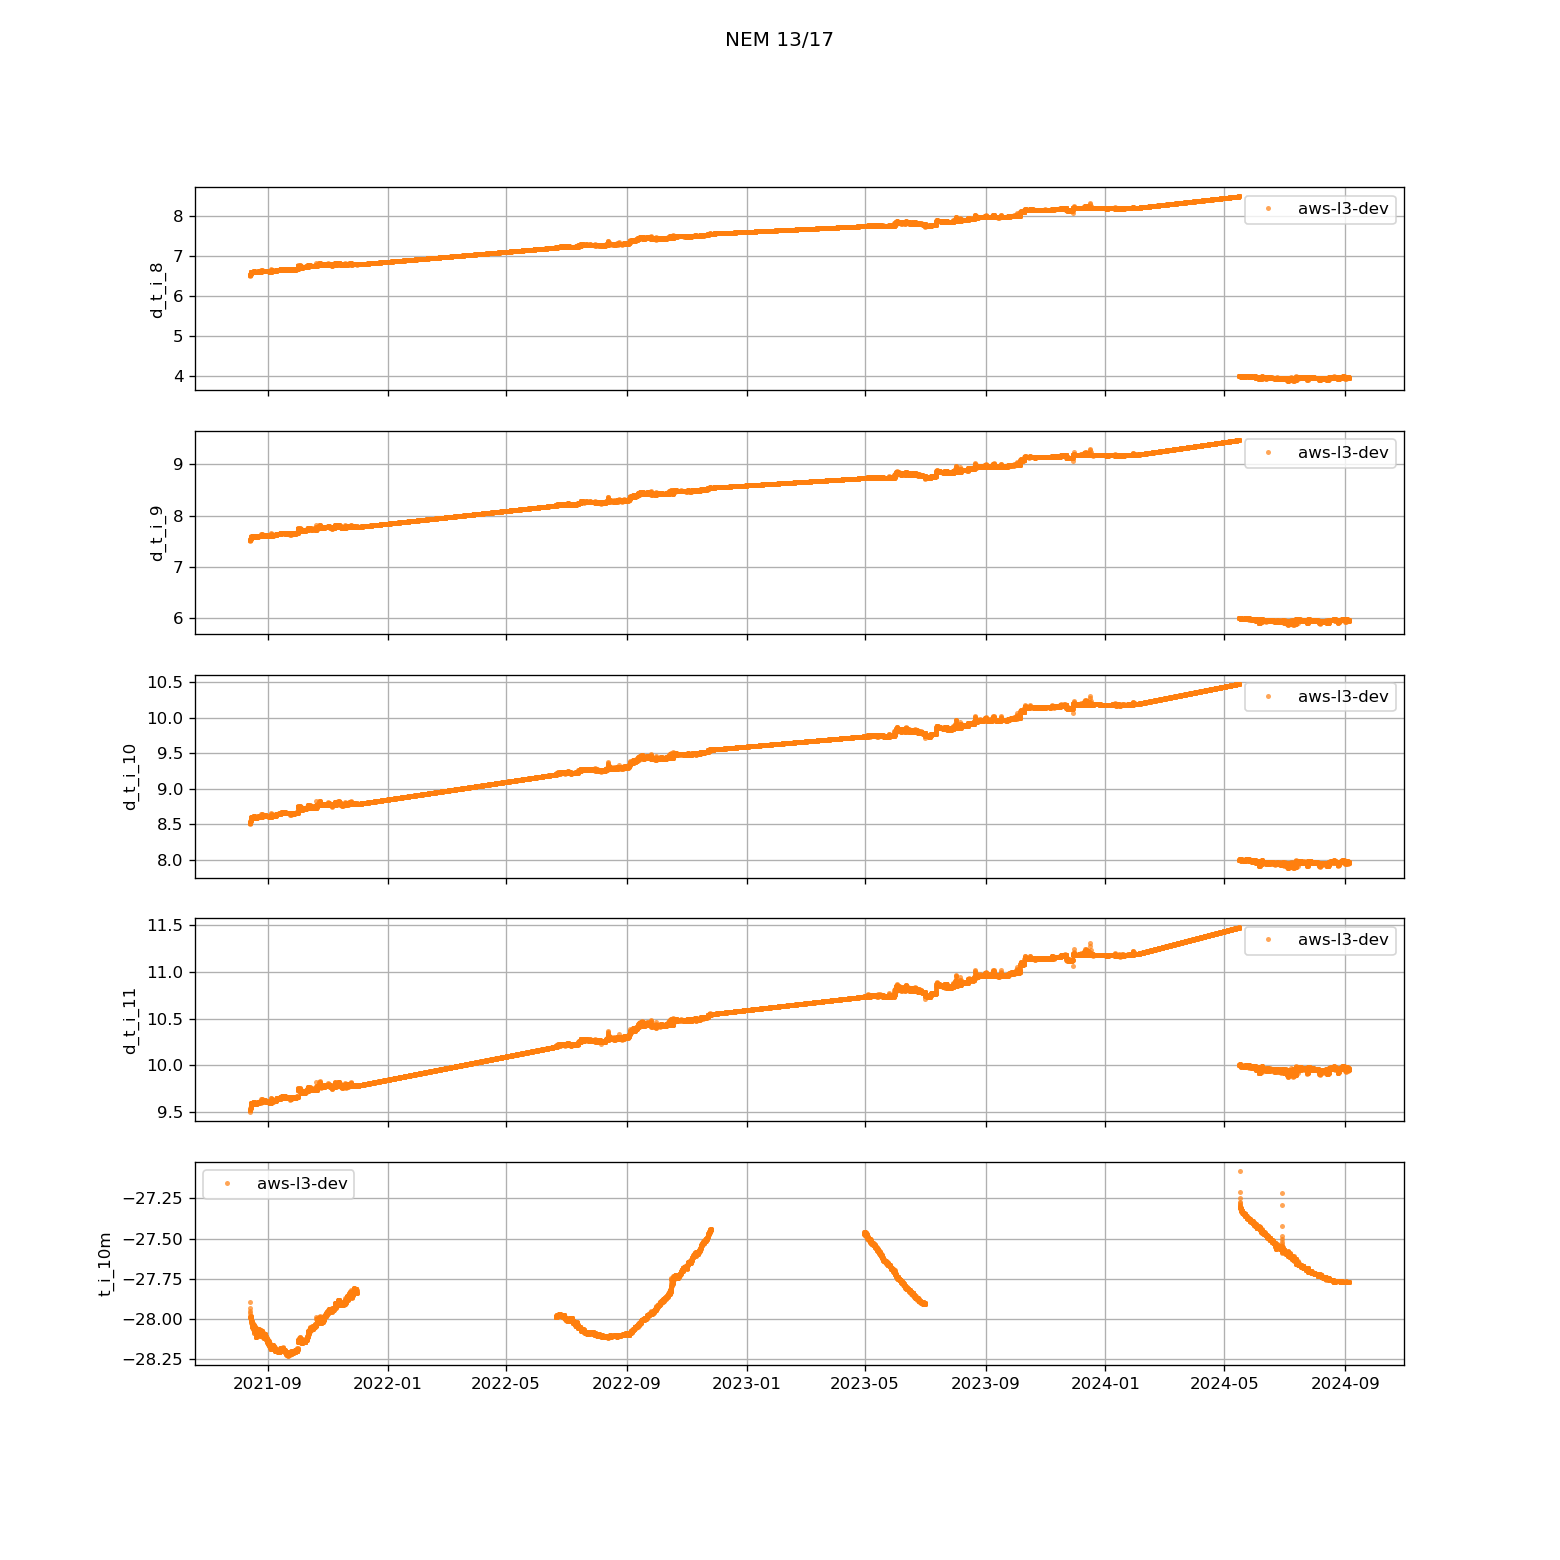 NEM 13/17
8
7
6
5
4
d_t_i_8
aws-l3-dev
9
8
7
6
d_t_i_9
aws-l3-dev
10.5
10.0
9.5
9.0
8.5
8.0
d_t_i_10
aws-l3-dev
11.5
11.0
10.5
10.0
9.5
d_t_i_11
aws-l3-dev
−27.25
−27.50
−27.75
−28.00
−28.25
t_i_10m
aws-l3-dev
2021-09 2022-01 2022-05 2022-09 2023-01 2023-05 2023-09 2024-01 2024-05 2024-09